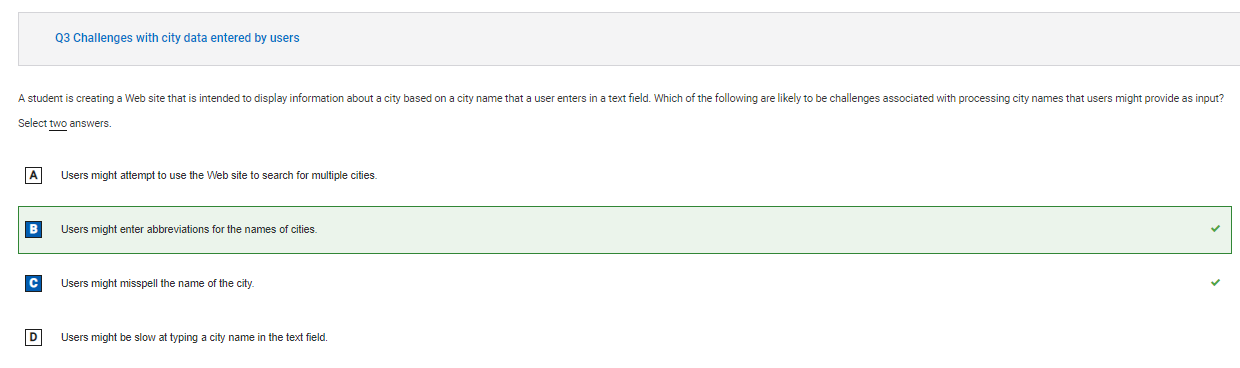 Q3 Challenges with city data entered by users
A student is creating a Web site that is intended to display information about a city based on a city name that a user enters in a text field. Which of the following are likely to be challenges associated with processing city names that users might provide as input?
Select two answers.
A Users might attempt to use the Web site to search for multiple cities.
B Users might enter abbreviations for the names of cities.
C Users might misspell the name of the city.
D Users might be slow at typing a city name in the text field.